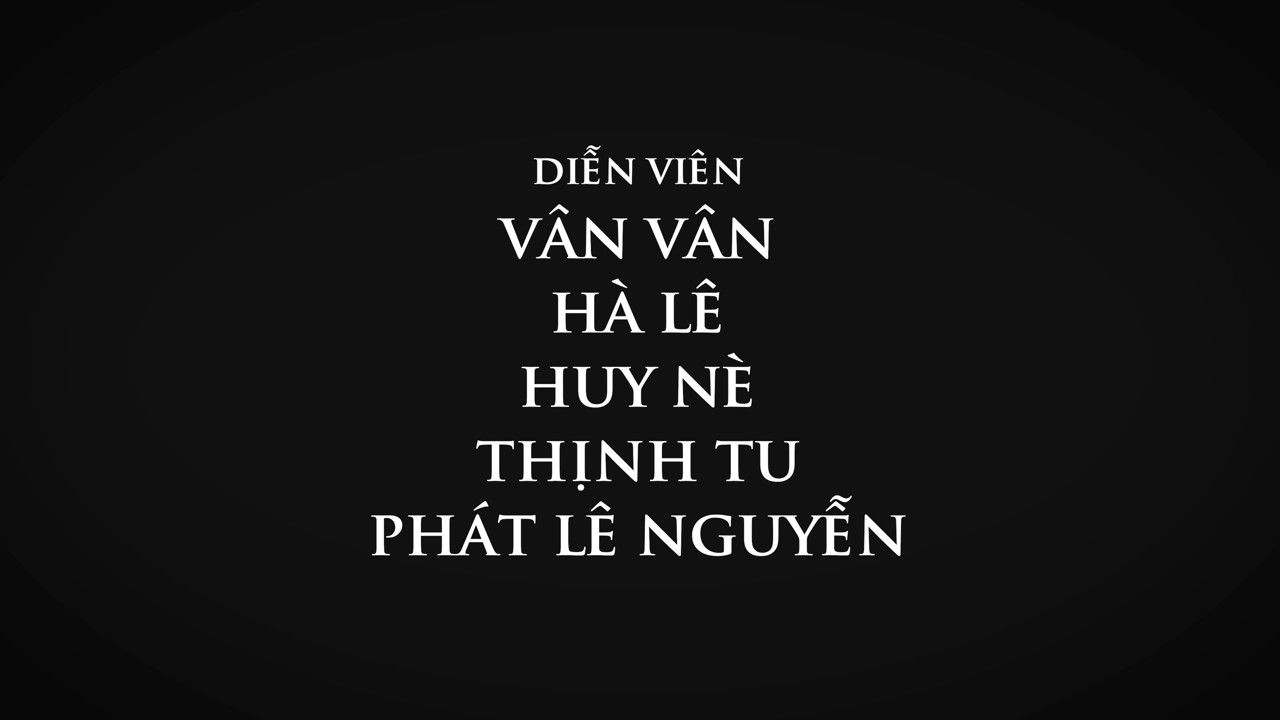 DIỄN VIÊN
VÂN VÂN
HÀ LÊ
HUY NÈ
THỊNH TU
PHÁT LÊ NGUYỄN